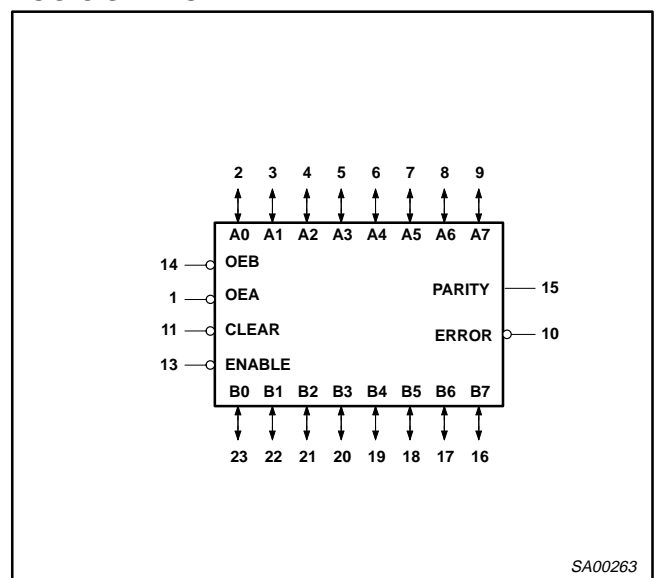 2 3 4 5 6 7 8 9
A0 A1 A2 A3 A4 A5 A6 A7
14 OEB
1 OEA
PARITY 15
11 CLEAR
ERROR 10
13 ENABLE
B0 B1 B2 B3 B4 B5 B6 B7
23 22 21 20 19 18 17 16
SA00263